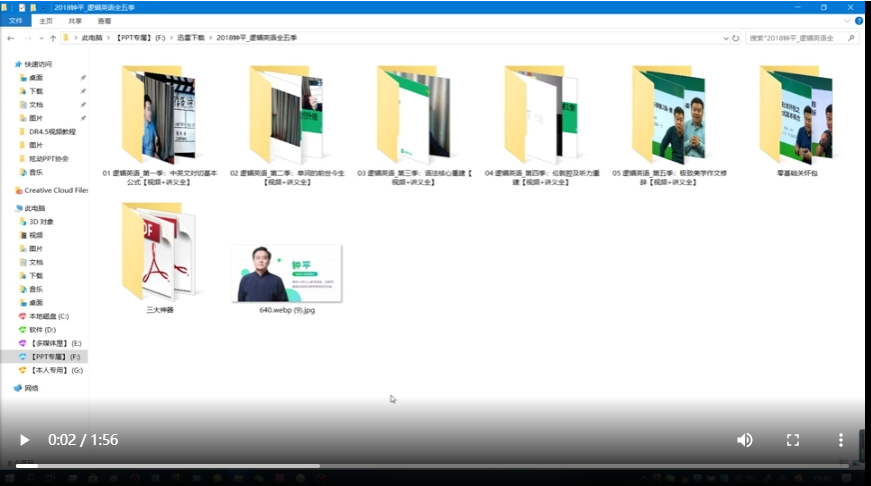 2018钟平_逻辑英语全五季
文件 主页 共享 查看
此电脑 › 【PPT专属】 (F:) › 迅雷下载 › 2018钟平_逻辑英语全五季
搜索"2018钟平_逻辑英语全
快速访问
桌面
下载
文档
图片
DR4.5视频教程
图片
炫动PPT协会
音乐
Creative Cloud Files
此电脑
3D 对象
视频
图片
文档
下载
音乐
桌面
本地磁盘 (C:)
软件 (D:)
【多媒体屋】 (E:)
【PPT专属】 (F:)
【本人专用】 (G:)
网络
01 逻辑英语_第一季：中英文对切基本
公式【视频+讲义全】
02 逻辑英语_第二季：单词的前世今生
【视频+讲义全】
03 逻辑英语_第三季：语法核心重建【
视频+讲义全】
04 逻辑英语_第四季：伦敦腔及听力重
建【视频+讲义全】
05 逻辑英语_第五季：极致美学作文修
辞【视频+讲义全】
零基础关怀包
三大神器
钟平
640.webp (9).jpg
0:02 / 1:56